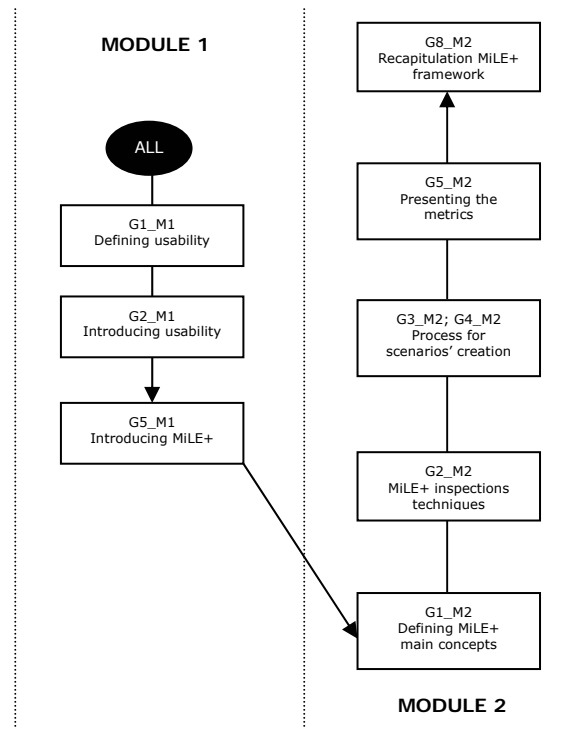 MODULE 1
ALL
G1_M1
Defining usability
G2_M1
Introducing usability
G5_M1
Introducing MiLE+
G8_M2
Recapitulation MiLE+
framework
G5_M2
Presenting the
metrics
G3_M2; G4_M2
Process for
scenarios' creation
G2_M2
MiLE+ inspections
techniques
G1_M2
Defining MiLE+
main concepts
MODULE 2